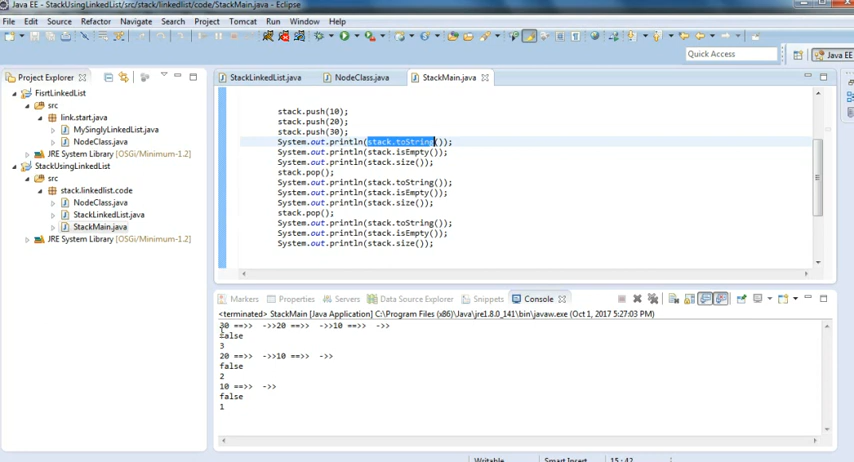 Java EE - StackUsingLinkedList/src/stack/linkedlist/code/StackMain.java - Eclipse
File Edit Source Refactor Navigate Search Project Tomcat Run Window Help
Quick Access
Java EE
Project Explorer
StackLinkedList.java NodeClass.java StackMain.java
FisrtLinkedList
src
link.start.java
MySinglyLinkedList.java
NodeClass.java
JRE System Library [OSGi/Minimum-1.2]
StackUsingLinkedList
src
stack.linkedlist.code
NodeClass.java
StackLinkedList.java
StackMain.java
JRE System Library [OSGi/Minimum-1.2]
stack.push(10);
stack.push(20);
stack.push(30);
System.out.println(stack.toString());
System.out.println(stack.isEmpty());
System.out.println(stack.size());
stack.pop();
System.out.println(stack.toString());
System.out.println(stack.isEmpty());
System.out.println(stack.size());
stack.pop();
System.out.println(stack.toString());
System.out.println(stack.isEmpty());
System.out.println(stack.size());
Markers Properties Servers Data Source Explorer Snippets Console
<terminated> StackMain [Java Application] C:\Program Files (x86)\Java\jre1.8.0_141\bin\javaw.exe (Oct 1, 2017 5:27:03 PM)
30 ==>> ->>20 ==>> ->>10 ==>> ->>
false
3
20 ==>> ->>10 ==>> ->>
false
2
10 ==>> ->>
false
1
Writable Smart Insert 15 : 42